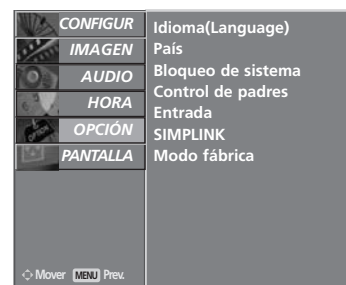 CONFIGUR
IMAGEN
AUDIO
HORA
OPCIÓN
PANTALLA
Idioma(Language)
País
Bloqueo de sistema
Control de padres
Entrada
SIMPLINK
Modo fábrica
Mover MENU Prev.